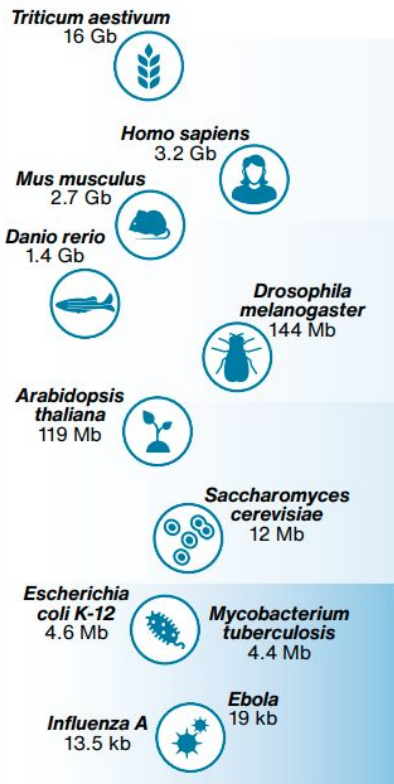 Triticum aestivum
16 Gb
Homo sapiens
3.2 Gb
Mus musculus
2.7 Gb
Danio rerio
1.4 Gb
Drosophila
melanogaster
144 Mb
Arabidopsis
thaliana
119 Mb
Saccharomyces
cerevisiae
12 Mb
Escherichia
coli K-12
4.6 Mb
Mycobacterium
tuberculosis
4.4 Mb
Ebola
19 kb
Influenza A
13.5 kb